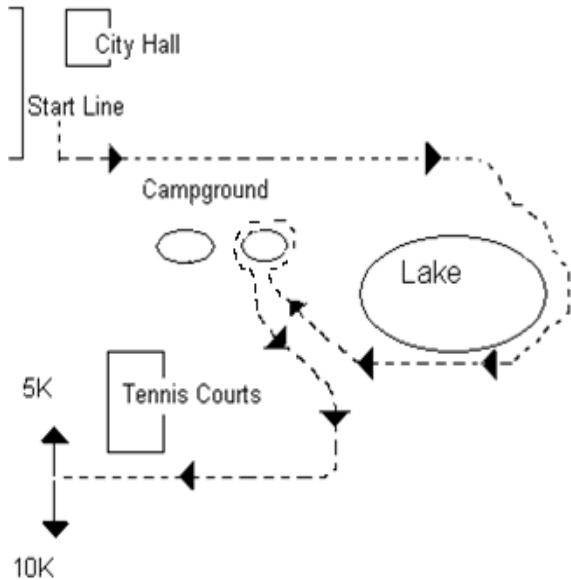 City Hall
Start Line
Campground
Lake
Tennis Courts
5K
10K